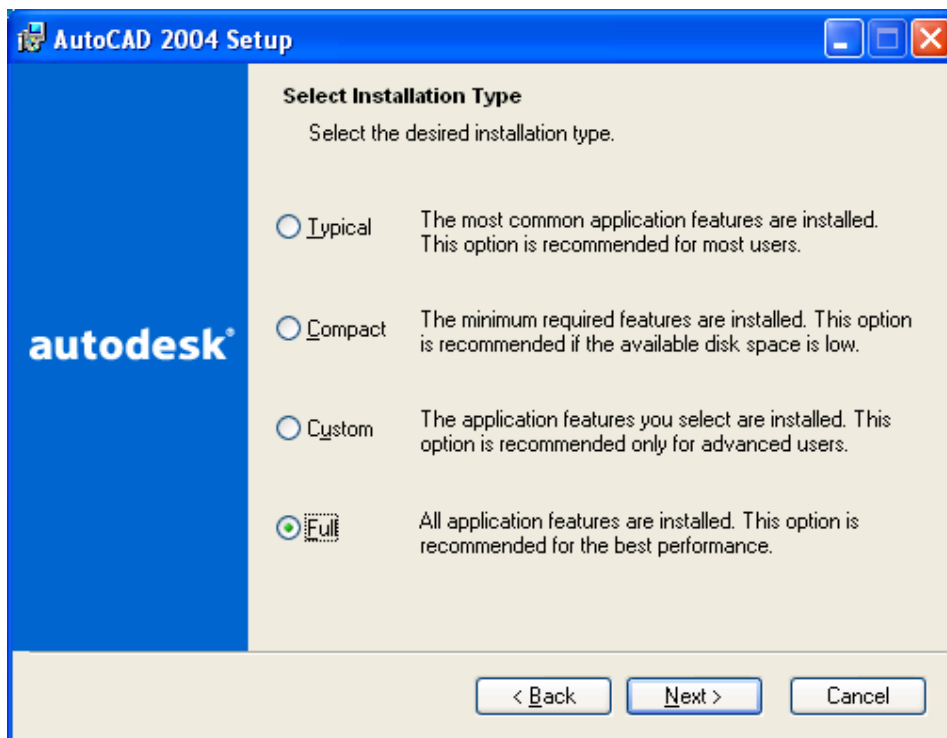 AutoCAD 2004 Setup
Select Installation Type
Select the desired installation type.
Typical
The most common application features are installed.
This option is recommended for most users.
Compact
The minimum required features are installed. This option
is recommended if the available disk space is low.
autodesk®
Custom
The application features you select are installed. This
option is recommended only for advanced users.
Full
All application features are installed. This option is
recommended for the best performance.
< Back
Next >
Cancel